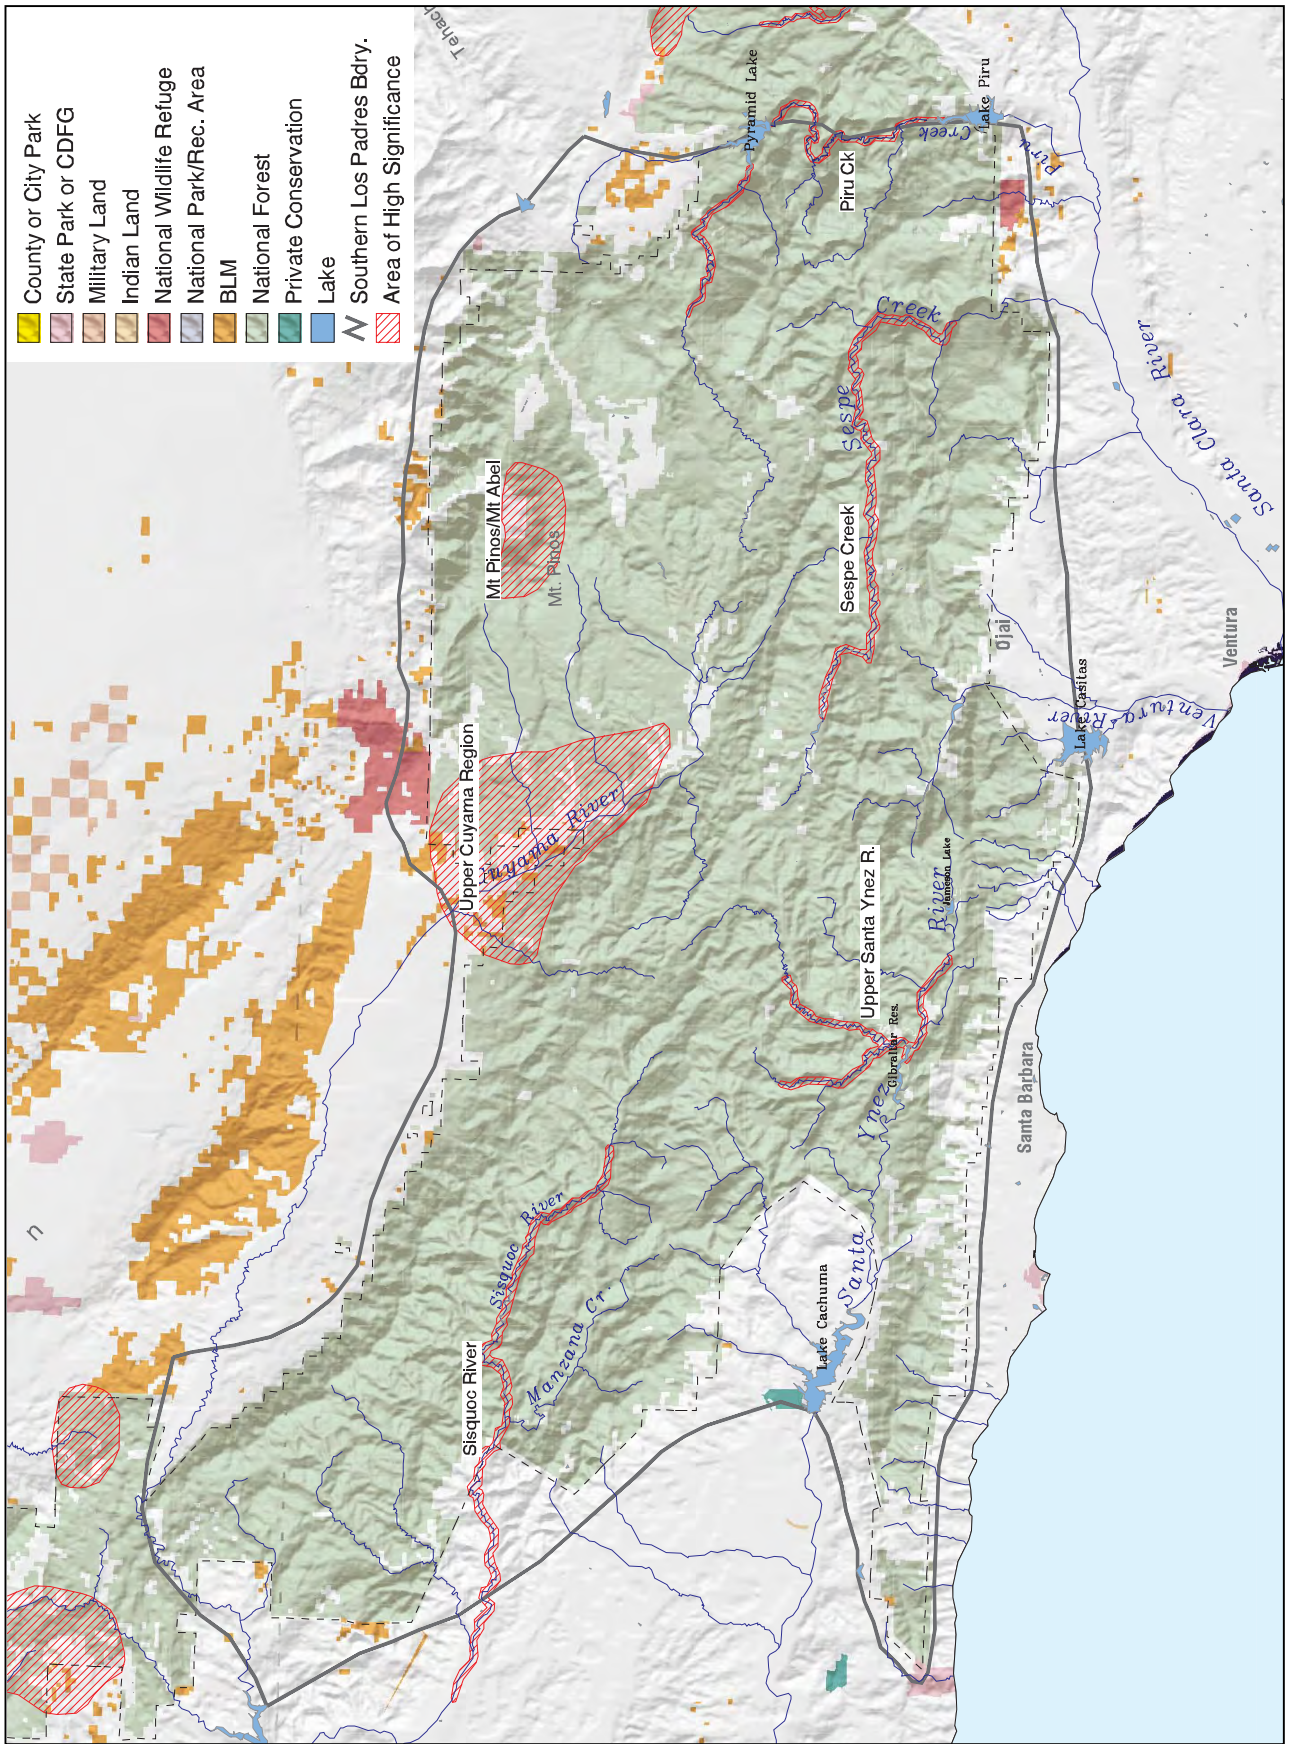 County or City Park
State Park or CDFG
Military Land
Indian Land
National Wildlife Refuge
National Park/Rec. Area
BLM
National Forest
Private Conservation
Lake
Southern Los Padres Bdry.
Area of High Significance
Tehach
n
Pyramid Lake
Lake Piru
Piru Ck
Piru
Creek
Sespe
Creek
Sespe Creek
Santa Clara River
Mt Pinos/Mt Abel
Mt. Pinos
Upper Cuyama Region
uyama River
Ojai
Ventura
Lake Casitas
Ventura River
Upper Santa Ynez R.
River
Jameson Lake
Gibraltar Res.
Ynez
Santa
Santa Barbara
Lake Cachuma
Sisquoc
River
Sisquoc River
Manzana Cr